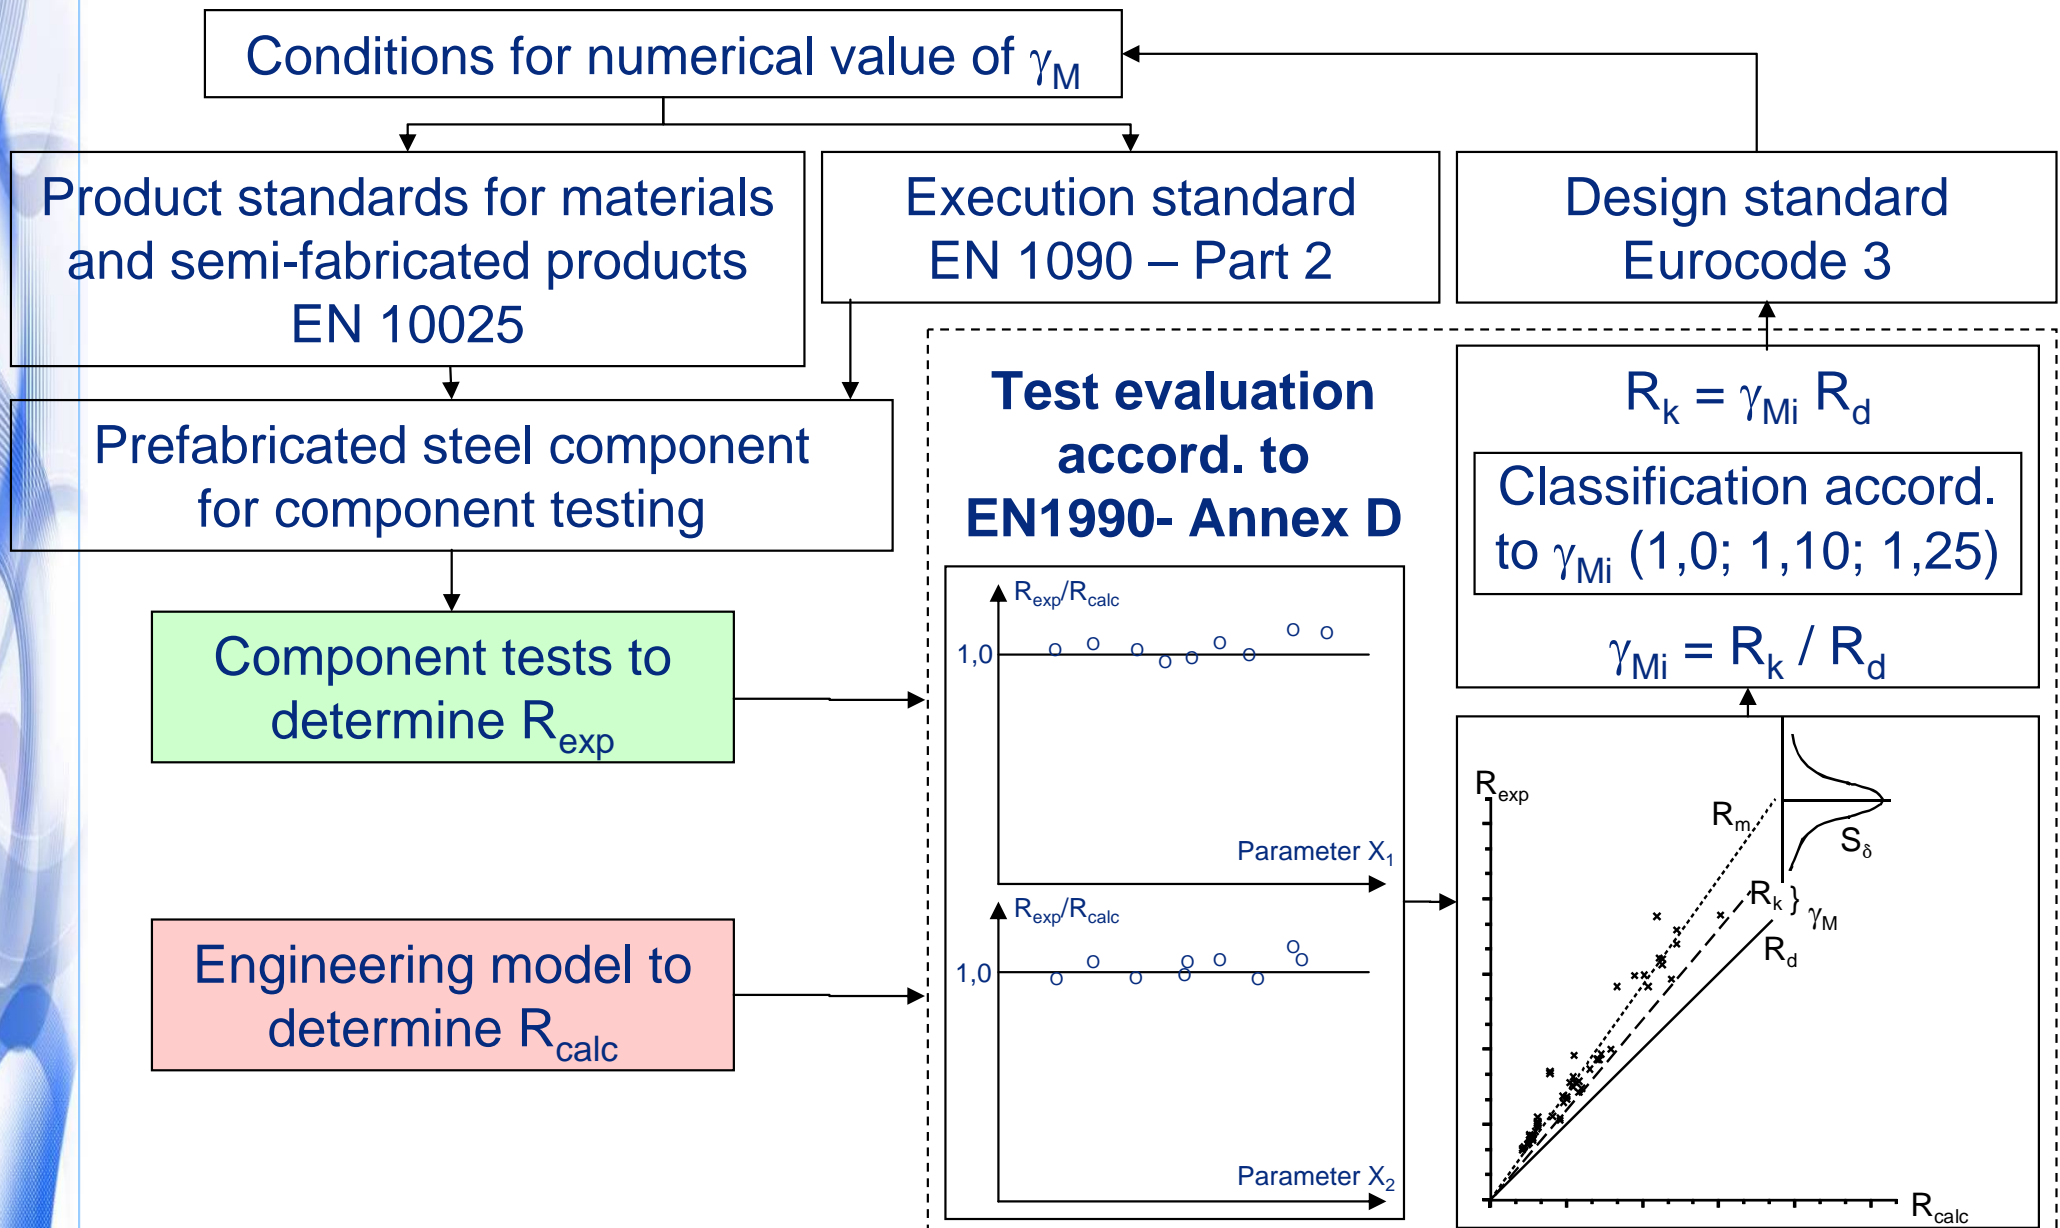 Conditions for numerical value of γM
Product standards for materials
and semi-fabricated products
EN 10025
Execution standard
EN 1090 – Part 2
Design standard
Eurocode 3
Prefabricated steel component
for component testing
Test evaluation
accord. to
EN1990- Annex D
Rk = γMi Rd
Classification accord.
to γMi (1,0; 1,10; 1,25)
γMi = Rk / Rd
Component tests to
determine Rexp
Engineering model to
determine Rcalc
Rexp/Rcalc
1,0
Parameter X1
Rexp/Rcalc
1,0
Parameter X2
Rexp
Rm
Sδ
Rk } γM
Rd
Rcalc